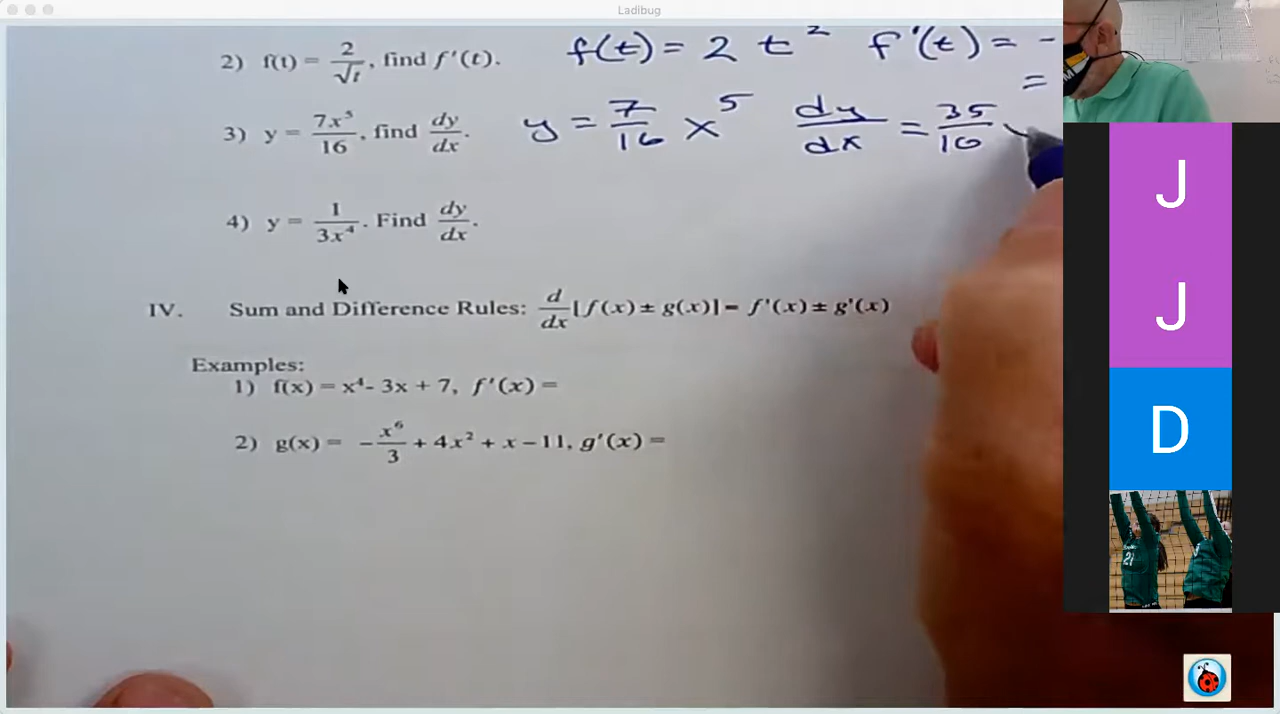 Ladibug
2) f(t) = 2/√t, find f'(t). f(t) = 2 t² f'(t) = -
=
3) y = 7x⁵/16, find dy/dx. y = 7/16 x⁵ dy/dx = 35/16
4) y = 1/3x⁴. Find dy/dx.
IV. Sum and Difference Rules: d/dx [f(x) ± g(x)] = f'(x) ± g'(x)
Examples:
1) f(x) = x⁴- 3x + 7, f'(x) =
2) g(x) = -x⁶/3 + 4x² + x - 11, g'(x) =
J
J
D
21